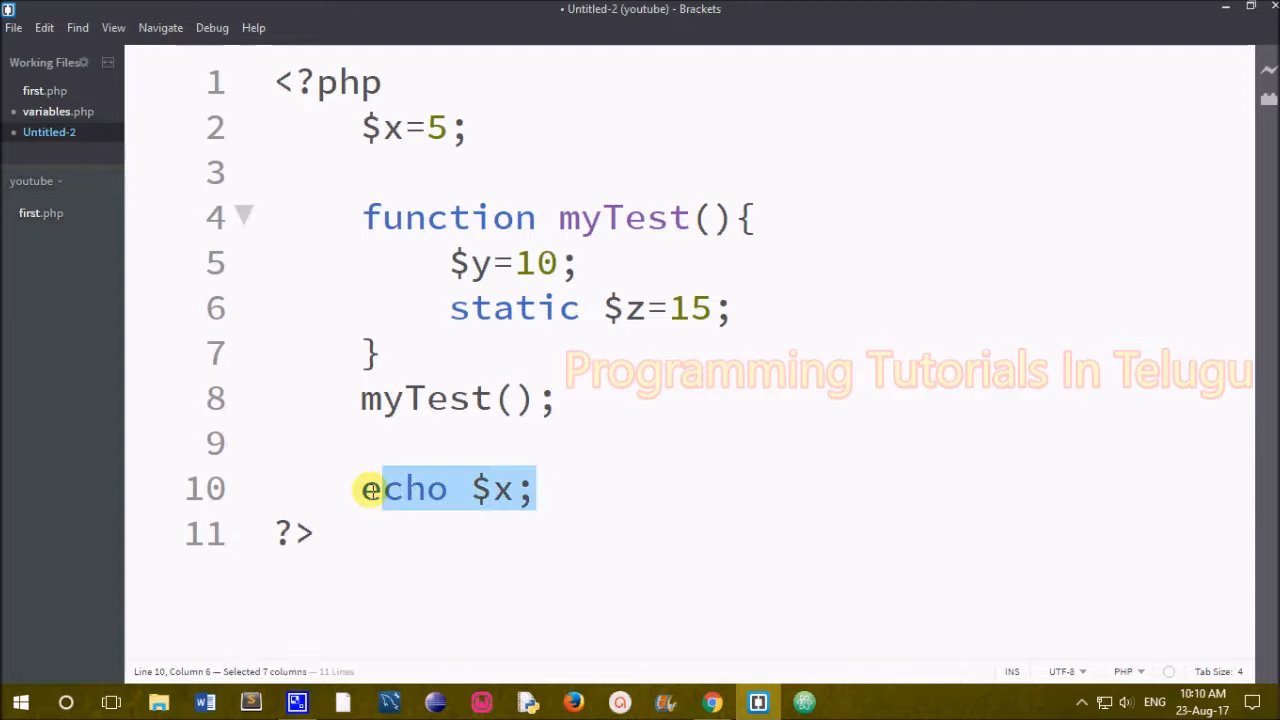 • Untitled-2 (youtube) - Brackets
File Edit Find View Navigate Debug Help
Working Files
first.php
variables.php
Untitled-2
youtube
first.php
1 <?php
2 $x=5;
3
4 function myTest(){
5 $y=10;
6 static $z=15;
7 }
Programming Tutorials In Telugu
8 myTest();
9
10 echo $x;
11 ?>
Line 10, Column 6 — Selected 7 columns — 11 Lines INS UTF-8 PHP Tab Size: 4
ENG 10:10 AM
23-Aug-17